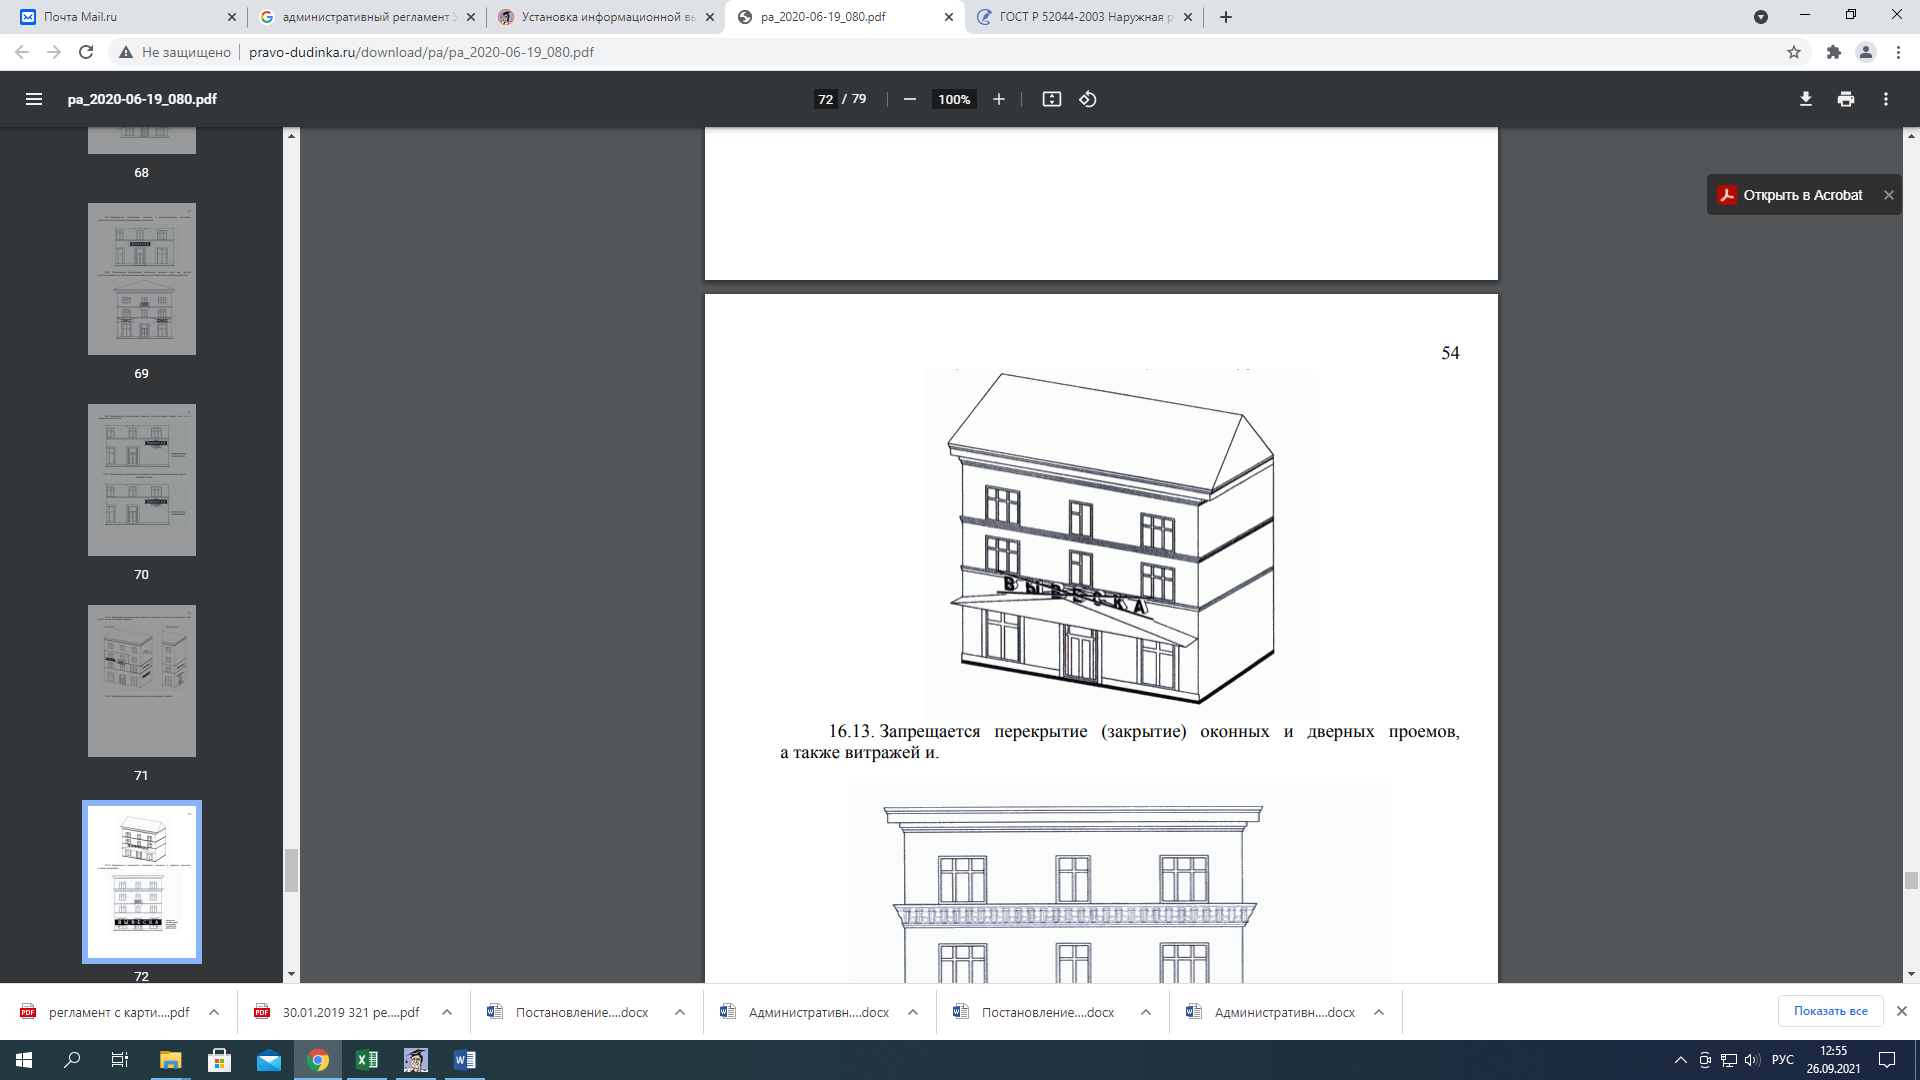 Почта Mail.ru
административный регламент
Установка информационной вы
pa_2020-06-19_080.pdf
ГОСТ Р 52044-2003 Наружная р
Не защищено
pravo-dudinka.ru/download/pa/pa_2020-06-19_080.pdf
pa_2020-06-19_080.pdf
72 / 79
100%
Открыть в Acrobat
68
69
70
71
72
54
ВЫВЕСКА
16.13. Запрещается перекрытие (закрытие) оконных и дверных проемов,
а также витражей и.
ВЫВЕСКА
регламент с карти....pdf
30.01.2019 321 ре....pdf
Постановление....docx
Административн....docx
Постановление....docx
Административн....docx
Показать все
РУС
12:55
26.09.2021